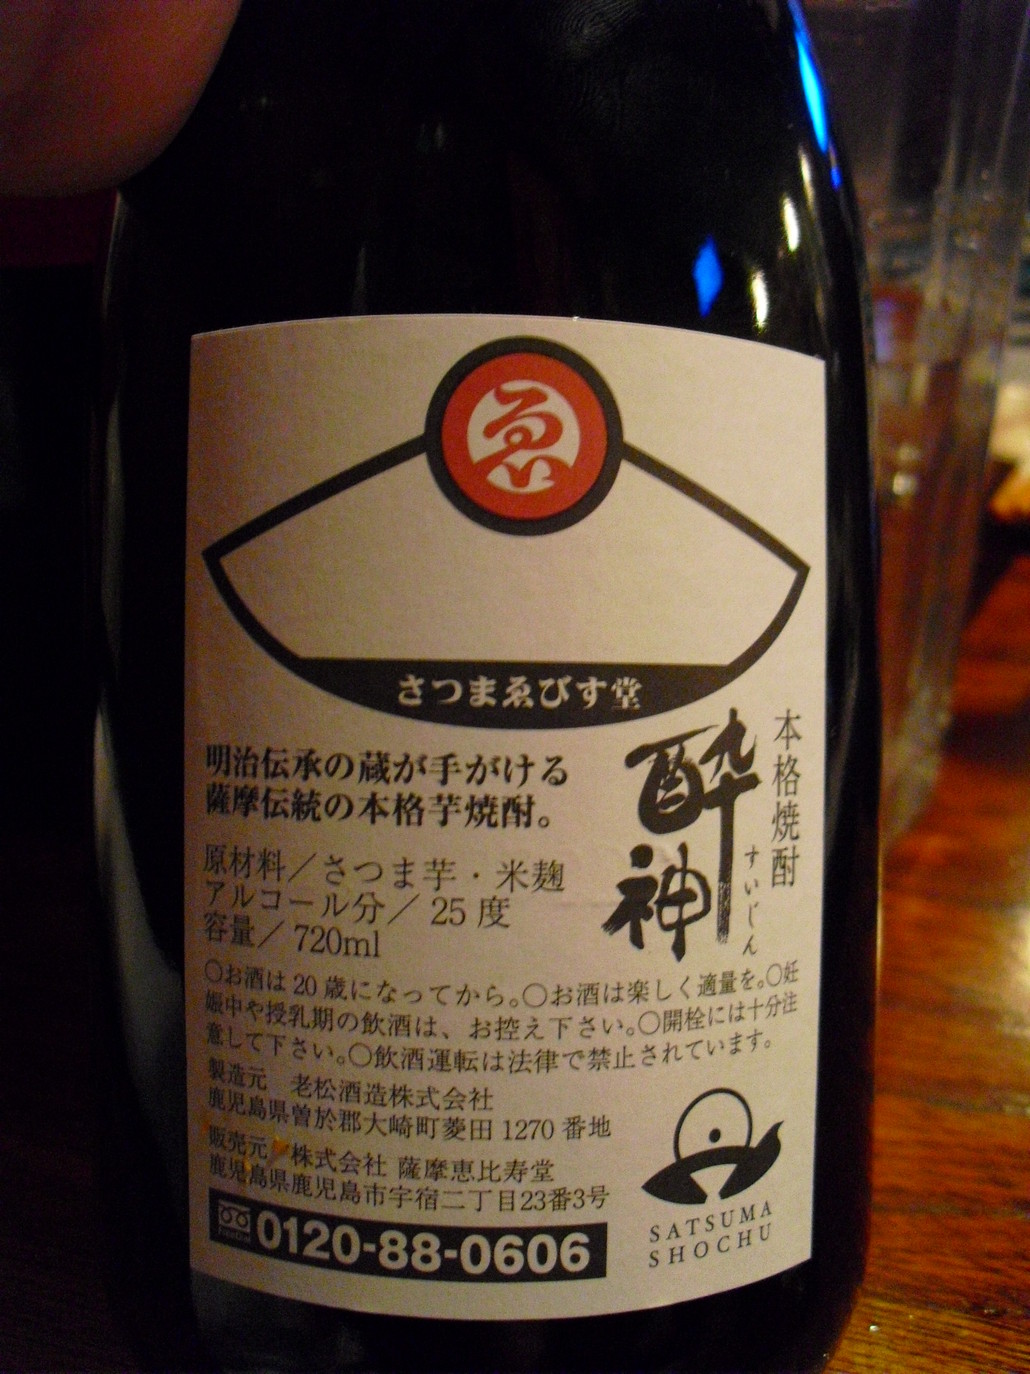 ゑい
さつまゑびす堂
本格焼酎
酔神
すいじん
明治伝承の蔵が手がける
薩摩伝統の本格芋焼酎。
原材料／さつま芋・米麹
アルコール分／25度
容量／720ml
○お酒は20歳になってから。○お酒は楽しく適量を。○妊
娠中や授乳期の飲酒は、お控え下さい。○開栓には十分注
意して下さい。○飲酒運転は法律で禁止されています。
製造元 老松酒造株式会社
鹿児島県曽於郡大崎町菱田1270番地
販売元 株式会社 薩摩恵比寿堂
鹿児島県鹿児島市宇宿二丁目23番3号
0120-88-0606
SATSUMA
SHOCHU